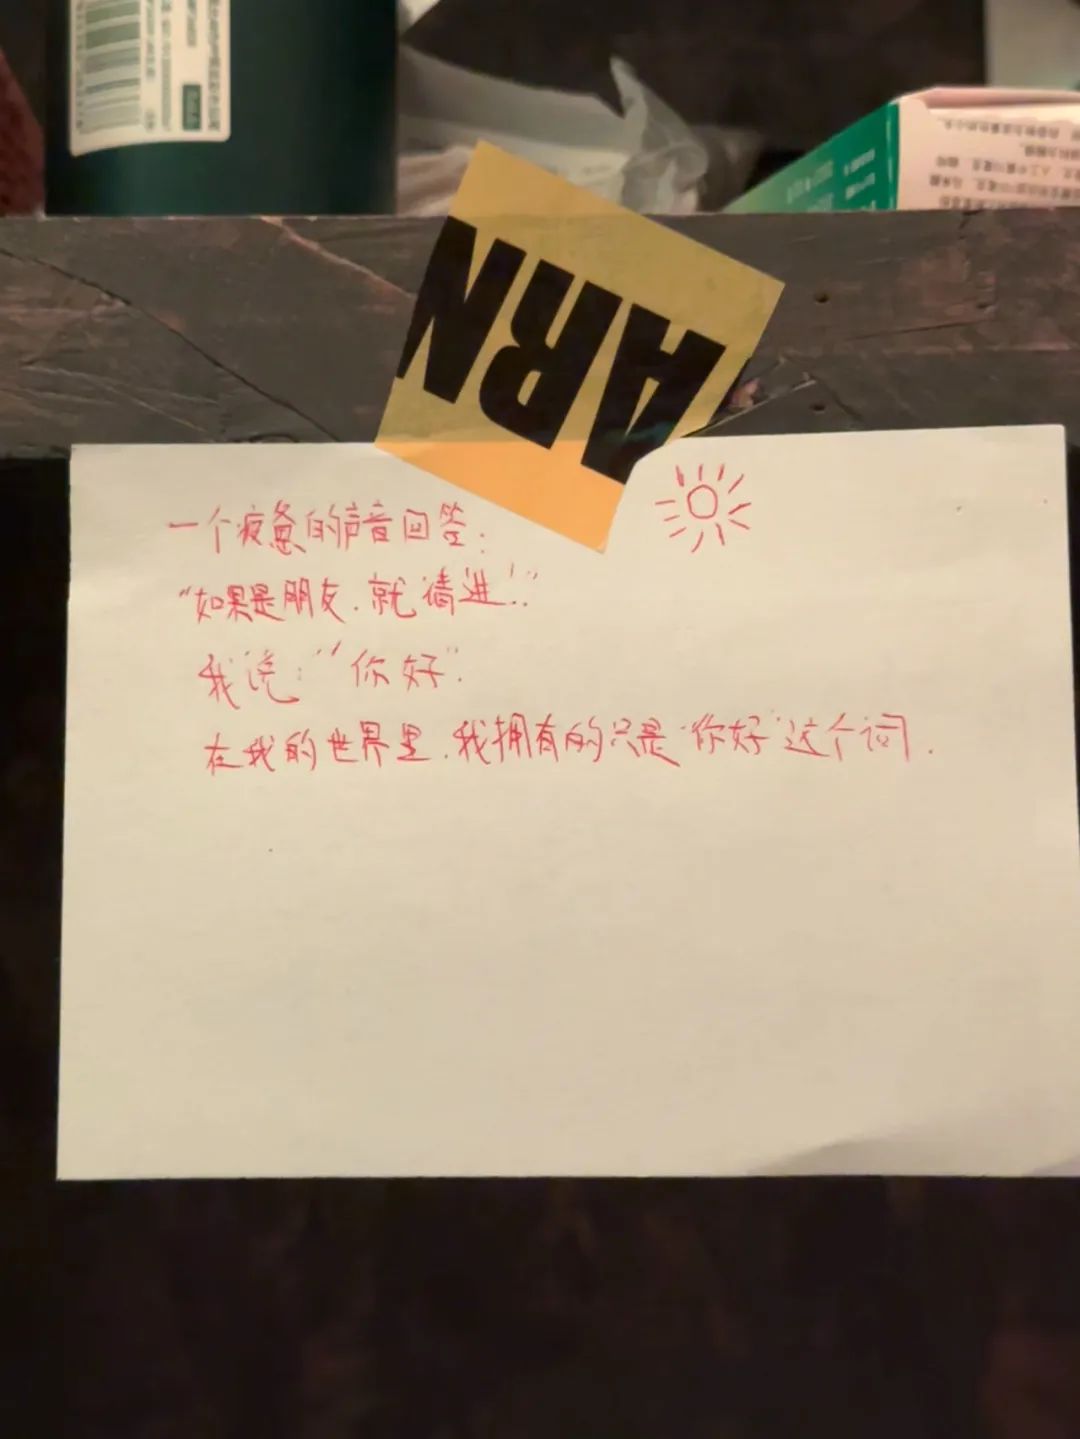 ARN
一个疲惫的声音回答：
“如果是朋友.就请进！.”
我说：“你好”.
在我的世界里.我拥有的只是“你好”这个词.